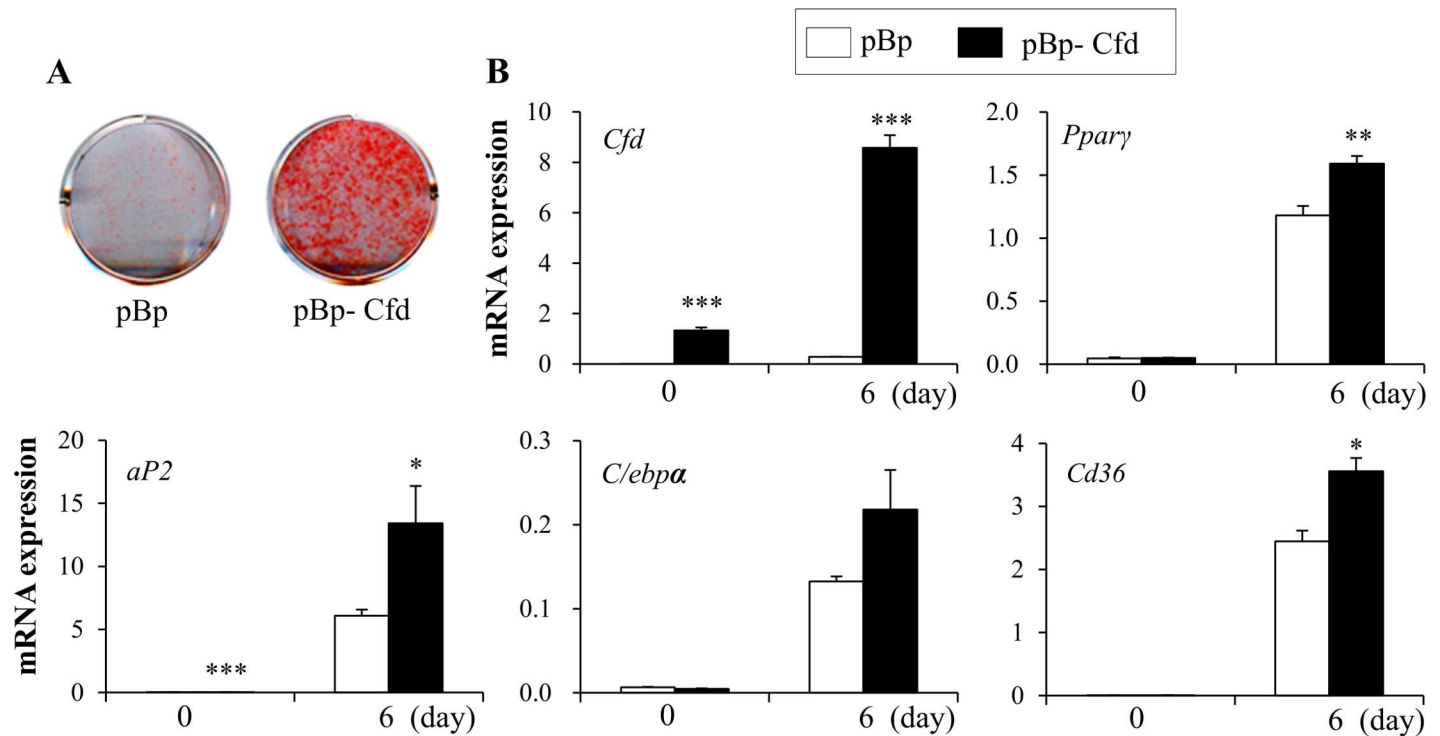 pBp pBp- Cfd
A
B
pBp pBp- Cfd
mRNA expression
Cfd
10
8
6
4
2
0
***
***
0 6 (day)
Pparγ
2.0
1.5
1.0
0.5
0.0
**
0 6 (day)
mRNA expression
aP2
20
15
10
5
0
***
*
0 6 (day)
C/ebpα
0.3
0.2
0.1
0.0
0 6 (day)
Cd36
4
3
2
1
0
*
0 6 (day)